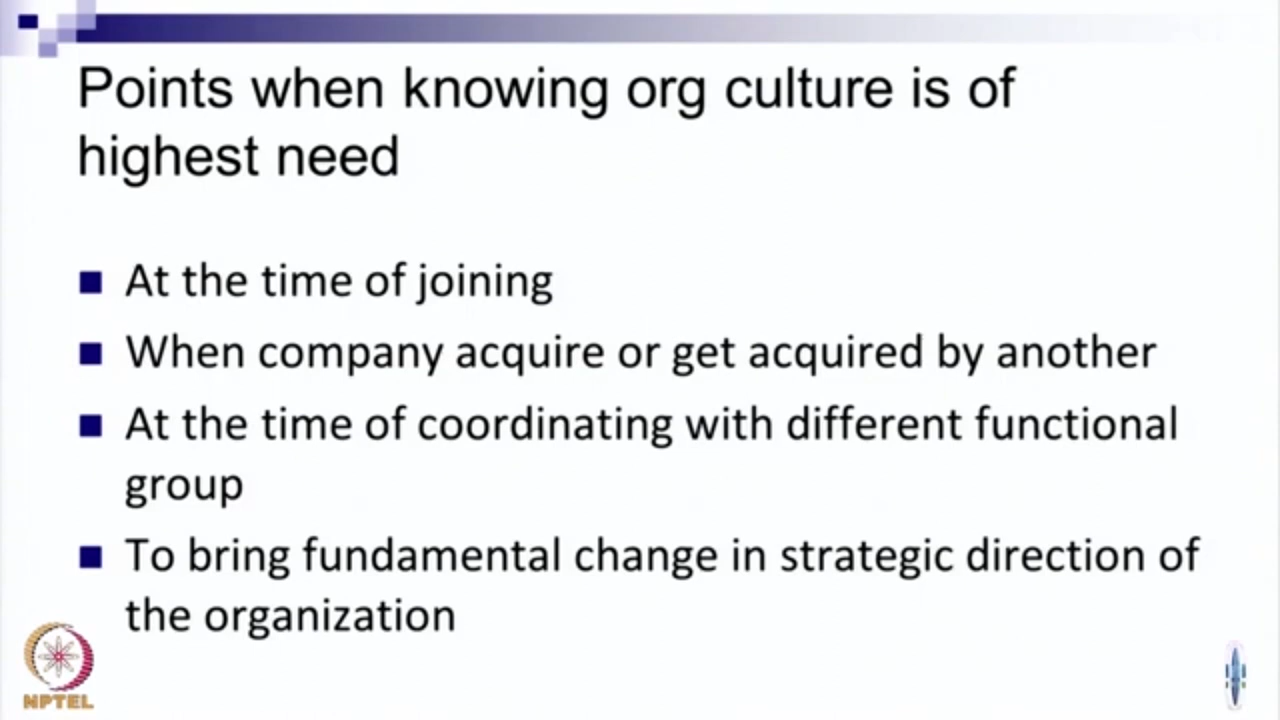 Points when knowing org culture is of
highest need
At the time of joining
When company acquire or get acquired by another
At the time of coordinating with different functional
group
To bring fundamental change in strategic direction of
the organization
NPTEL